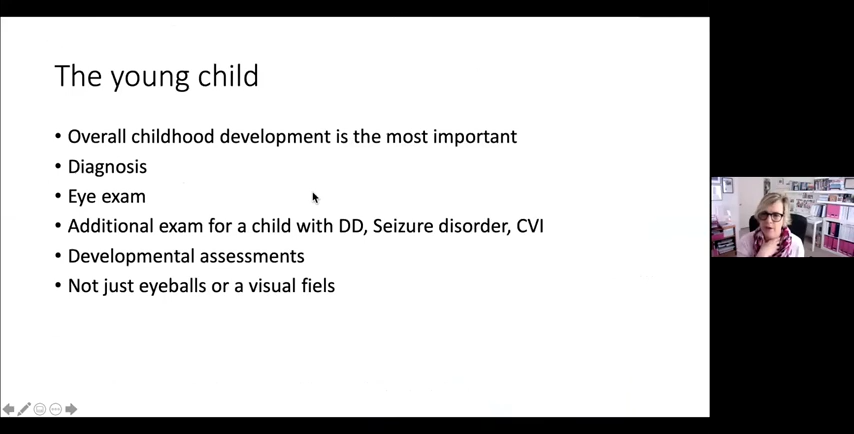 The young child
• Overall childhood development is the most important
• Diagnosis
• Eye exam
• Additional exam for a child with DD, Seizure disorder, CVI
• Developmental assessments
• Not just eyeballs or a visual fiels